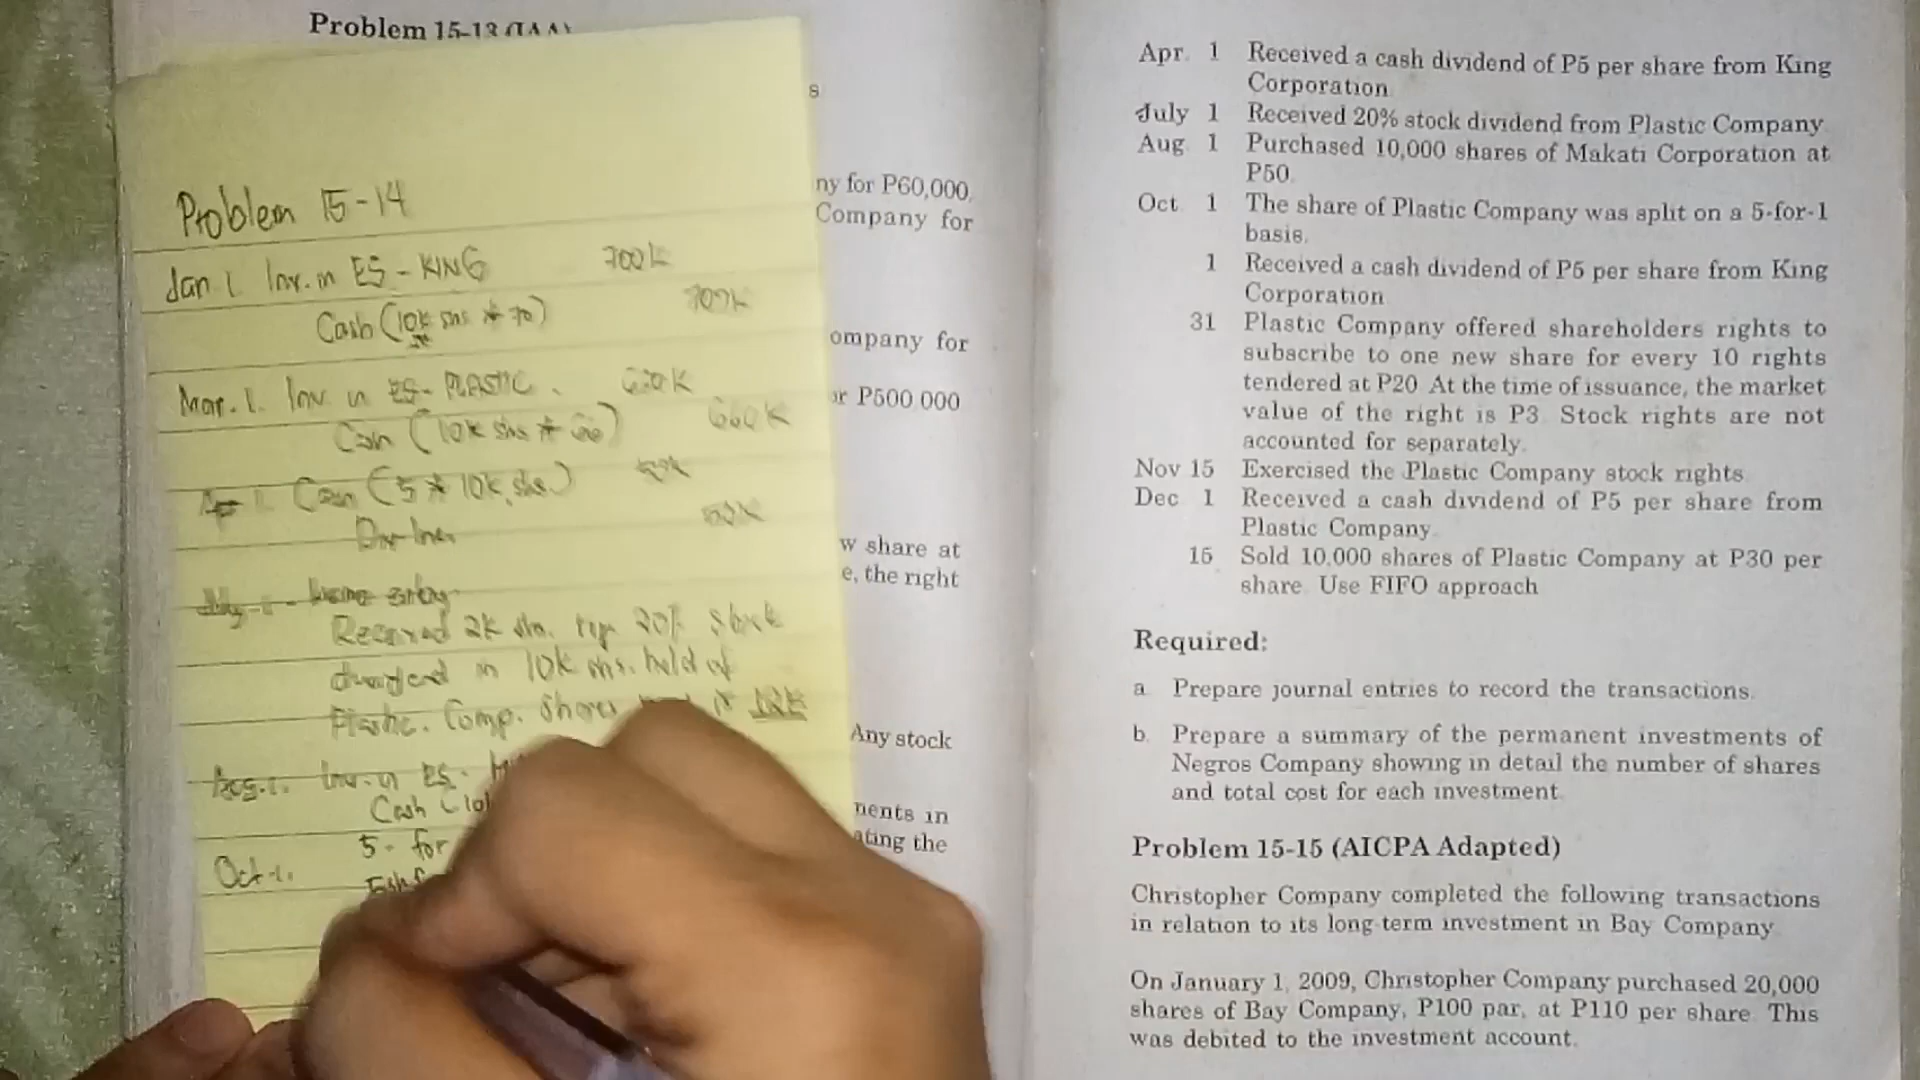 Problem 15-13 (IAA)
s
ny for P60,000.
Company for
ompany for
or P500 000
w share at
e, the right
Any stock
nents in
ating the
Problem 15-14
Jan 1. Inv. in ES - KING 700k
Cash (10k shs * 70) 700k
Mar. 1. Inv. in ES- PLASTIC.
Cash (10k shs * 60)
1. Cash (5 * 10k shs) 50k
Div Inc. 50k
Received 2k shs. 20% stock
dividend in 10k shs. held of
Plastic. Comp. Shares 12k
Aug. 1. Inv. in ES.
Cash (10k
Oct. 1. 5- for
Apr. 1 Received a cash dividend of P5 per share from King
Corporation
July 1 Received 20% stock dividend from Plastic Company
Aug. 1 Purchased 10,000 shares of Makati Corporation at
P50
Oct. 1 The share of Plastic Company was split on a 5-for-1
basis.
1 Received a cash dividend of P5 per share from King
Corporation
31 Plastic Company offered shareholders rights to
subscribe to one new share for every 10 rights
tendered at P20 At the time of issuance, the market
value of the right is P3 Stock rights are not
accounted for separately.
Nov 15 Exercised the Plastic Company stock rights
Dec 1 Received a cash dividend of P5 per share from
Plastic Company
15 Sold 10,000 shares of Plastic Company at P30 per
share Use FIFO approach
Required:
a Prepare journal entries to record the transactions.
b. Prepare a summary of the permanent investments of
Negros Company showing in detail the number of shares
and total cost for each investment
Problem 15-15 (AICPA Adapted)
Christopher Company completed the following transactions
in relation to its long-term investment in Bay Company
On January 1, 2009, Christopher Company purchased 20,000
shares of Bay Company, P100 par, at P110 per share This
was debited to the investment account.